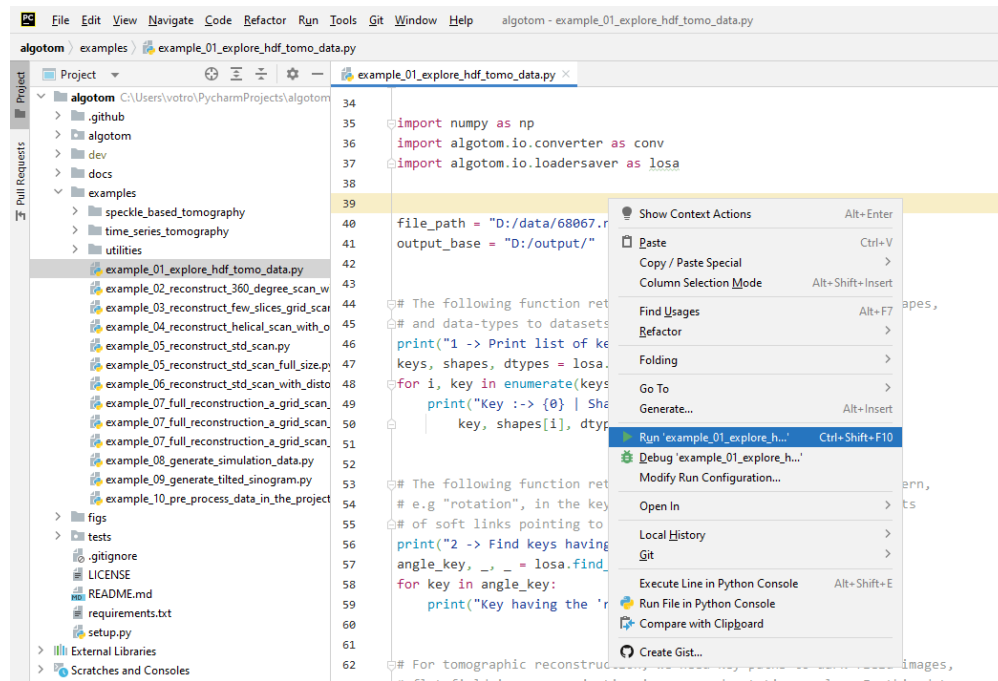 PC File Edit View Navigate Code Refactor Run Tools Git Window Help algotom - example_01_explore_hdf_tomo_data.py
algotom examples example_01_explore_hdf_tomo_data.py
Project
Pull Requests
Project
algotom C:\Users\votro\PycharmProjects\algotom
.github
algotom
dev
docs
examples
speckle_based_tomography
time_series_tomography
utilities
example_01_explore_hdf_tomo_data.py
example_02_reconstruct_360_degree_scan_w
example_03_reconstruct_few_slices_grid_scar
example_04_reconstruct_helical_scan_with_o
example_05_reconstruct_std_scan.py
example_05_reconstruct_std_scan_full_size.py
example_06_reconstruct_std_scan_with_disto
example_07_full_reconstruction_a_grid_scan_
example_07_full_reconstruction_a_grid_scan_
example_07_full_reconstruction_a_grid_scan_
example_08_generate_simulation_data.py
example_09_generate_tilted_sinogram.py
example_10_pre_process_data_in_the_project
figs
tests
.gitignore
LICENSE
MD README.md
requirements.txt
setup.py
External Libraries
Scratches and Consoles
example_01_explore_hdf_tomo_data.py
34
35 import numpy as np
36 import algotom.io.converter as conv
37 import algotom.io.loadersaver as losa
38
39
40 file_path = "D:/data/68067.n
41 output_base = "D:/output/"
42
43
44 # The following function ret apes,
45 # and data-types to datasets
46 print("1 -> Print list of ke
47 keys, shapes, dtypes = losa.
48 for i, key in enumerate(keys
49 print("Key :-> {0} | Sha
50 key, shapes[i], dtyp
51
52
53 # The following function ret ern,
54 # e.g "rotation", in the key ts
55 # of soft links pointing to
56 print("2 -> Find keys having
57 angle_key, _, _ = losa.find_
58 for key in angle_key:
59 print("Key having the 'r
60
61
62 # For tomographic reconstruction, we need key images,
Show Context Actions Alt+Enter
Paste Ctrl+V
Copy / Paste Special
Column Selection Mode Alt+Shift+Insert
Find Usages Alt+F7
Refactor
Folding
Go To
Generate... Alt+Insert
Run 'example_01_explore_h...' Ctrl+Shift+F10
Debug 'example_01_explore_h...'
Modify Run Configuration...
Open In
Local History
Git
Execute Line in Python Console Alt+Shift+E
Run File in Python Console
Compare with Clipboard
Create Gist...